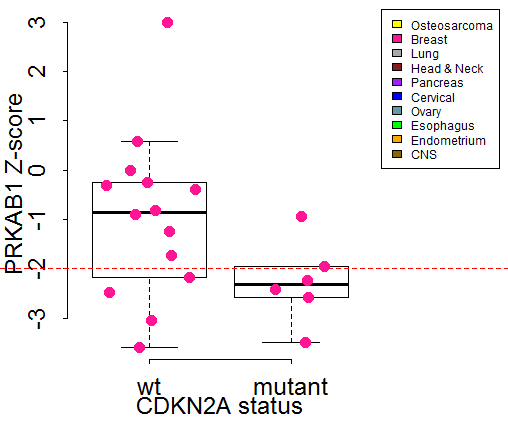 PRKAB1 Z-score
3
2
1
0
-1
-2
-3
wt
mutant
CDKN2A status
Osteosarcoma
Breast
Lung
Head & Neck
Pancreas
Cervical
Ovary
Esophagus
Endometrium
CNS